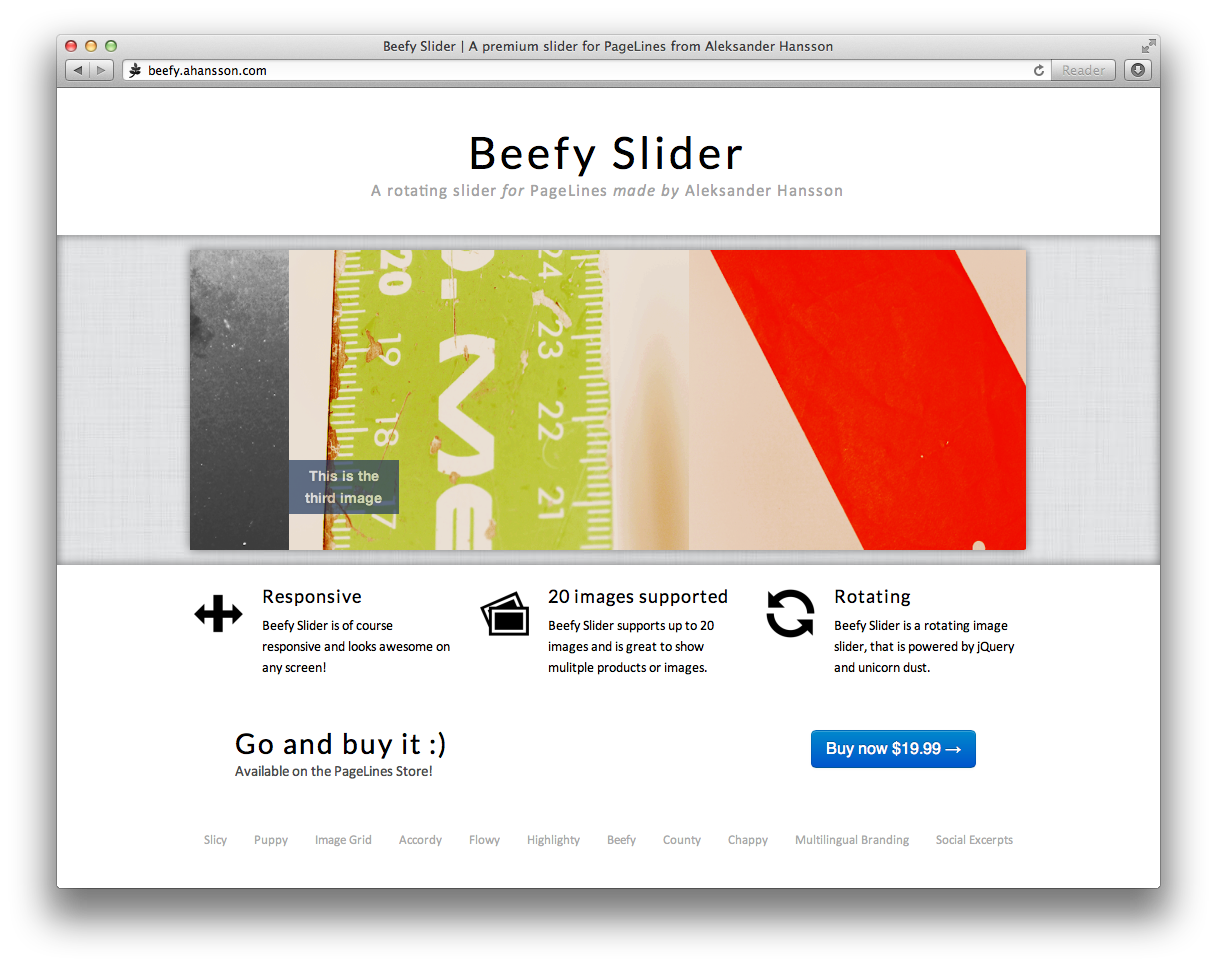 Beefy Slider | A premium slider for PageLines from Aleksander Hansson
beefy.ahansson.com
Reader
Beefy Slider
A rotating slider for PageLines made by Aleksander Hansson
20
19
18
7
ME
24
23
22
21
This is the
third image
Responsive
Beefy Slider is of course
responsive and looks awesome on
any screen!
20 images supported
Beefy Slider supports up to 20
images and is great to show
mulitple products or images.
Rotating
Beefy Slider is a rotating image
slider, that is powered by jQuery
and unicorn dust.
Go and buy it :)
Available on the PageLines Store!
Buy now $19.99 →
Slicy Puppy Image Grid Accordy Flowy Highlighty Beefy County Chappy Multilingual Branding Social Excerpts